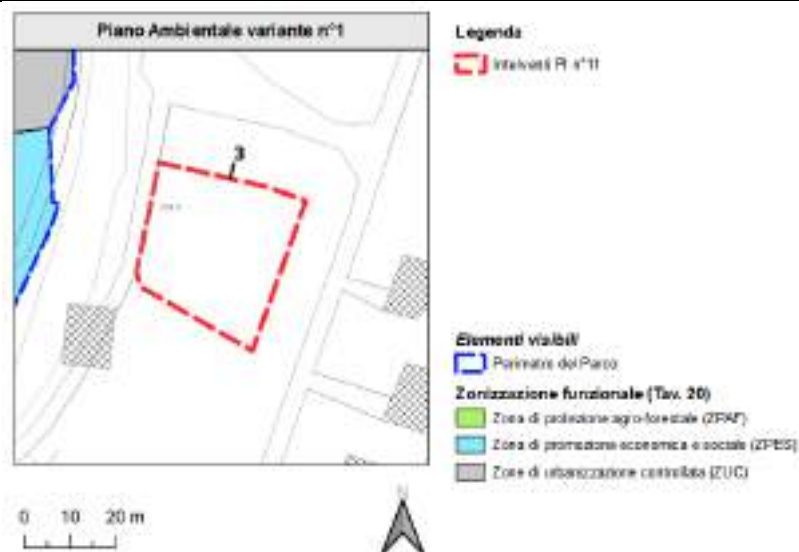 Piano Ambientale variante n°1
3
Legenda
Interventi PI n°11
Elementi visibili
Perimetro del Parco
Zonizzazione funzionale (Tav. 20)
Zona di protezione agro-forestale (ZPAF)
Zona di promozione economica e sociale (ZPES)
Zone di urbanizzazione controllata (ZUC)
0 10 20 m
N